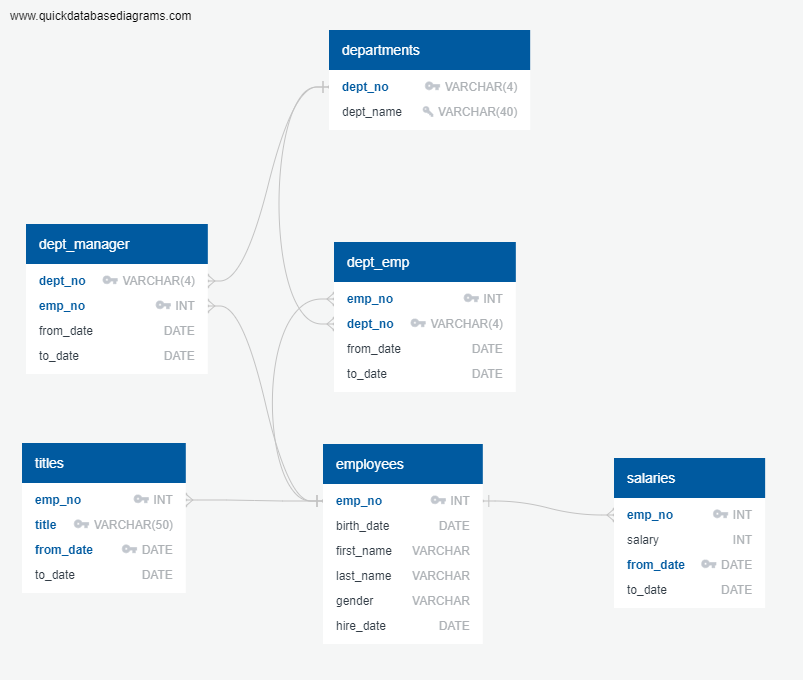 www.quickdatabasediagrams.com
departments
dept_no VARCHAR(4)
dept_name VARCHAR(40)
dept_manager
dept_no VARCHAR(4)
emp_no INT
from_date DATE
to_date DATE
dept_emp
emp_no INT
dept_no VARCHAR(4)
from_date DATE
to_date DATE
titles
emp_no INT
title VARCHAR(50)
from_date DATE
to_date DATE
employees
emp_no INT
birth_date DATE
first_name VARCHAR
last_name VARCHAR
gender VARCHAR
hire_date DATE
salaries
emp_no INT
salary INT
from_date DATE
to_date DATE